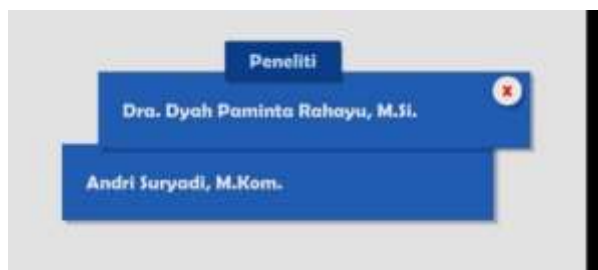 Peneliti
X
Dra. Dyah Paminta Rahayu, M.Si.
Andri Suryadi, M.Kom.